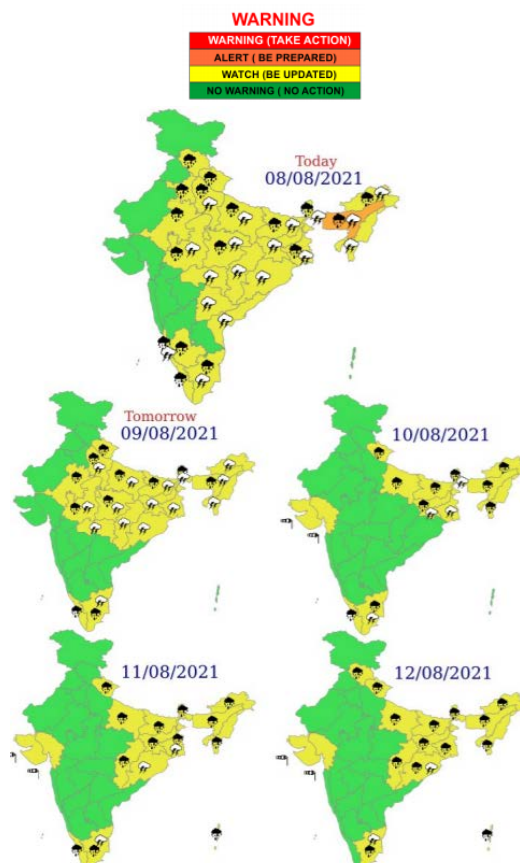 WARNING
WARNING (TAKE ACTION)
ALERT ( BE PREPARED)
WATCH (BE UPDATED)
NO WARNING ( NO ACTION)
Today
08/08/2021
Tomorrow
09/08/2021
10/08/2021
11/08/2021
12/08/2021